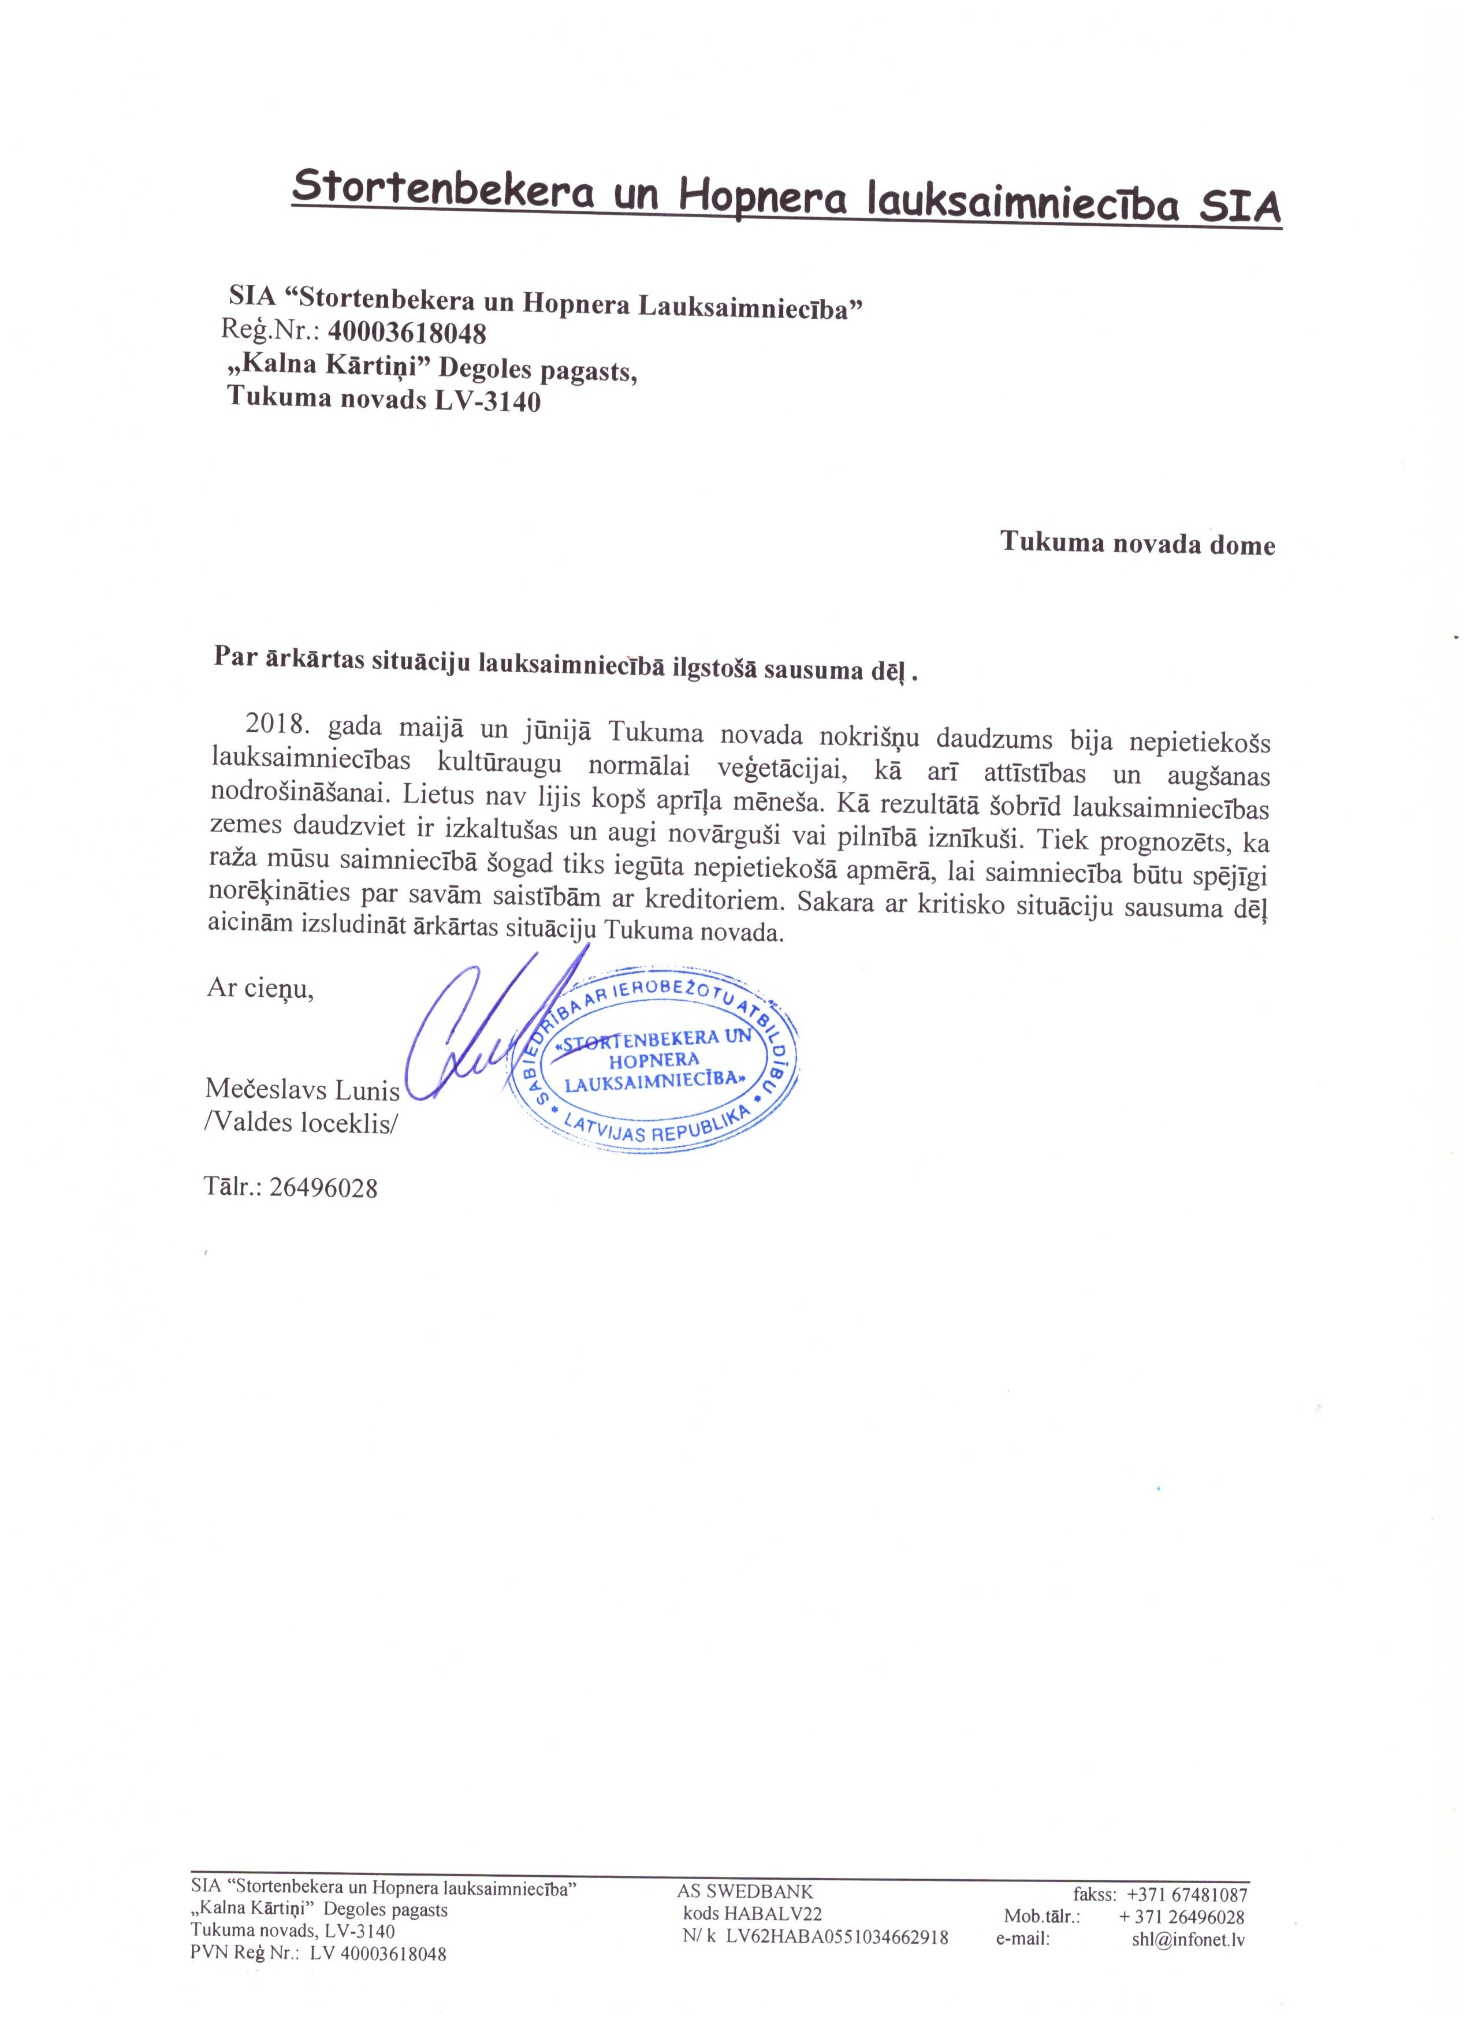 Stortenbekera un Hopnera lauksaimniecība SIA
SIA “Stortenbekera un Hopnera Lauksaimniecība”
Reģ.Nr.: 40003618048
„Kalna Kārtiņi” Degoles pagasts,
Tukuma novads LV-3140
Tukuma novada dome
Par ārkārtas situāciju lauksaimniecībā ilgstošā sausuma dēļ .
2018. gada maijā un jūnijā Tukuma novada nokrišņu daudzums bija nepietiekošs
lauksaimniecības kultūraugu normālai veģetācijai, kā arī attīstības un augšanas
nodrošināšanai. Lietus nav lijis kopš aprīļa mēneša. Kā rezultātā šobrīd lauksaimniecības
zemes daudzviet ir izkaltušas un augi novārguši vai pilnībā iznīkuši. Tiek prognozēts, ka
raža mūsu saimniecībā šogad tiks iegūta nepietiekošā apmērā, lai saimniecība būtu spējīgi
norēķināties par savām saistībām ar kreditoriem. Sakara ar kritisko situāciju sausuma dēļ
aicinām izsludināt ārkārtas situāciju Tukuma novada.
Ar cieņu,
SABIEDRĪBA AR IEROBEŽOTU ATBILDĪBU
«STORTENBEKERA UN
HOPNERA
LAUKSAIMNIECĪBA»
• LATVIJAS REPUBLIKA •
Mečeslavs Lunis
/Valdes loceklis/
Tālr.: 26496028
SIA “Stortenbekera un Hopnera lauksaimniecība” AS SWEDBANK fakss: +371 67481087
„Kalna Kārtiņi” Degoles pagasts kods HABALV22 Mob.tālr.: + 371 26496028
Tukuma novads, LV-3140 N/ k LV62HABA0551034662918 e-mail: shl@infonet.lv
PVN Reģ Nr.: LV 40003618048